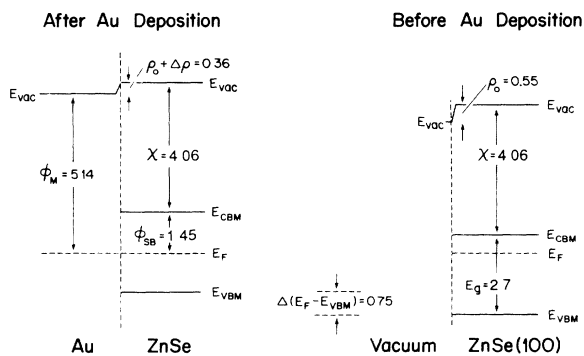 After Au Deposition
Before Au Deposition
ρ₀ + Δρ = 0.36
Evac
Evac
ϕM = 5.14
χ = 4.06
ECBM
ϕSB = 1.45
EF
EVBM
Au
ZnSe
ρ₀ = 0.55
Evac
Evac
χ = 4.06
ECBM
EF
Eg = 2.7
Δ(EF – EVBM) = 0.75
EVBM
Vacuum
ZnSe(100)